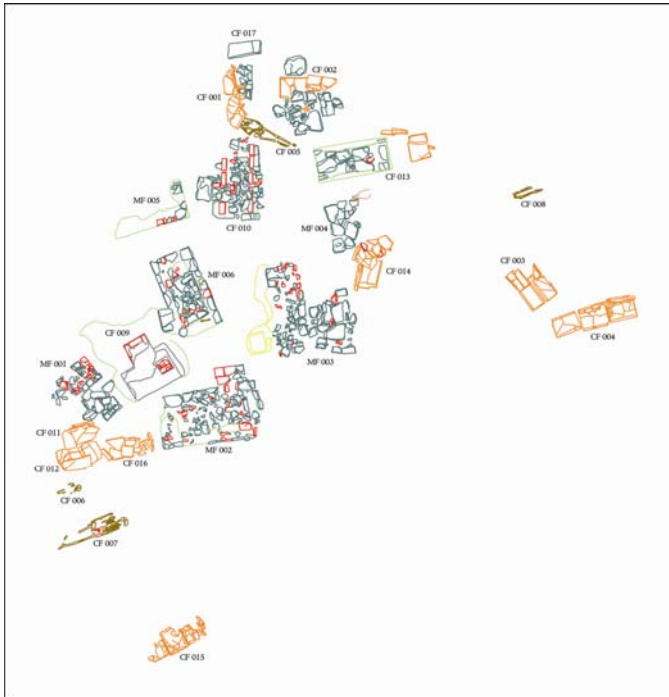 CF 017
CF 002
CF 001
CF 005
CF 013
MF 005
CF 008
CF 010
MF 004
CF 003
MF 006
CF 014
CF 009
CF 004
MF 001
MF 003
CF 011
MF 002
CF 016
CF 012
CF 006
CF 007
CF 015